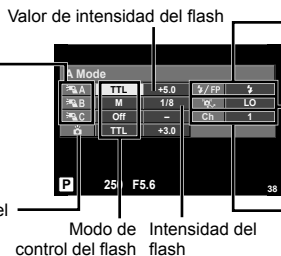 Valor de intensidad del flash
A Mode
A TTL +5.0 /FP
B M 1/8 LO
C Off – Ch 1
TTL +3.0
P 250 F5.6 38
el
Modo de control del flash
Intensidad del flash